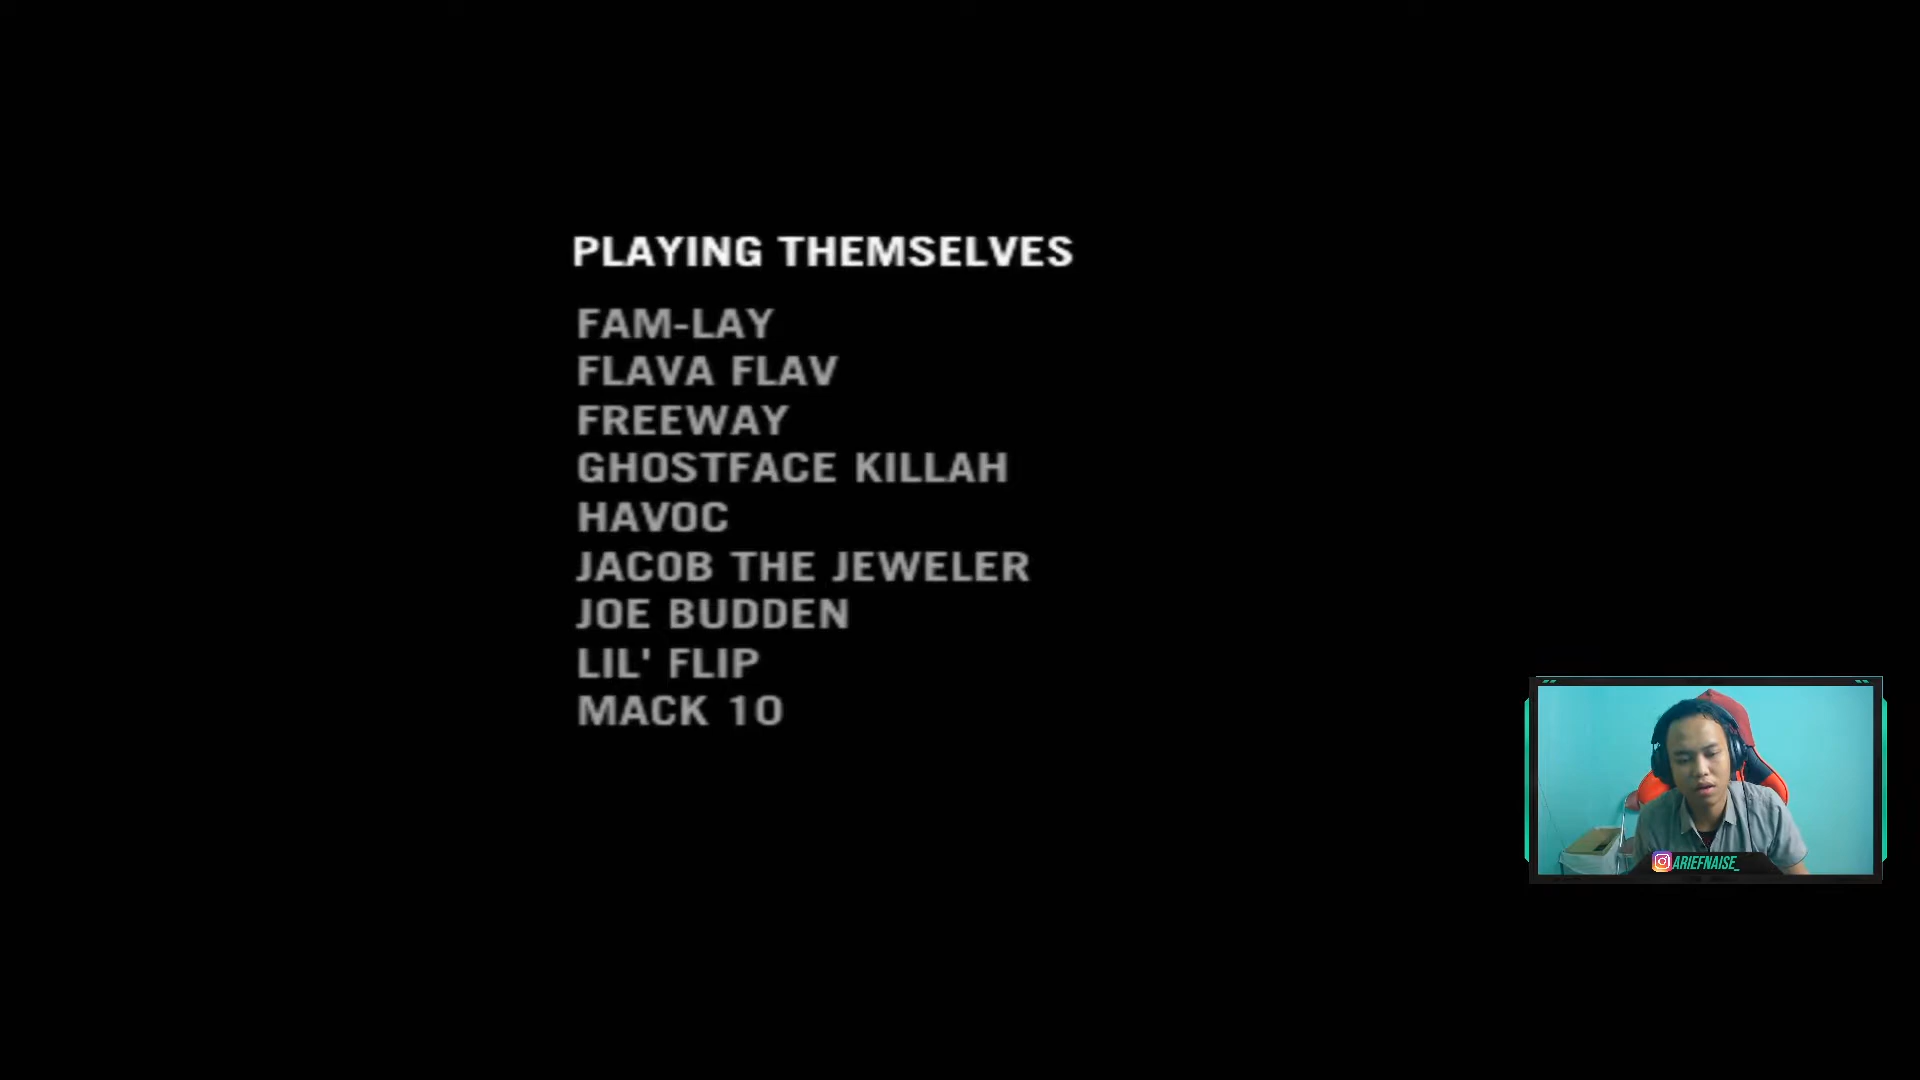 PLAYING THEMSELVES
FAM-LAY
FLAVA FLAV
FREEWAY
GHOSTFACE KILLAH
HAVOC
JACOB THE JEWELER
JOE BUDDEN
LIL' FLIP
MACK 10
ARIEFNAISE_